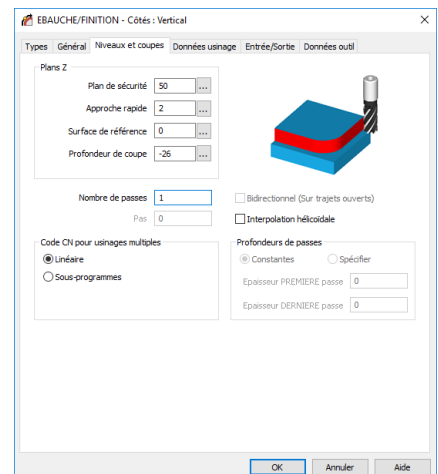 EBAUCHE/FINITION - Côtés : Vertical
Types Général Niveaux et coupes Données usinage Entrée/Sortie Données outil
Plans Z
Plan de sécurité 50 ...
Approche rapide 2 ...
Surface de référence 0 ...
Profondeur de coupe -26 ...
Nombre de passes 1
Bidirectionnel (Sur trajets ouverts)
Pas 0
Interpolation hélicoïdale
Code CN pour usinages multiples
Linéaire
Sous-programmes
Profondeurs de passes
Constantes Spécifier
Epaisseur PREMIERE passe 0
Epaisseur DERNIERE passe 0
OK Annuler Aide